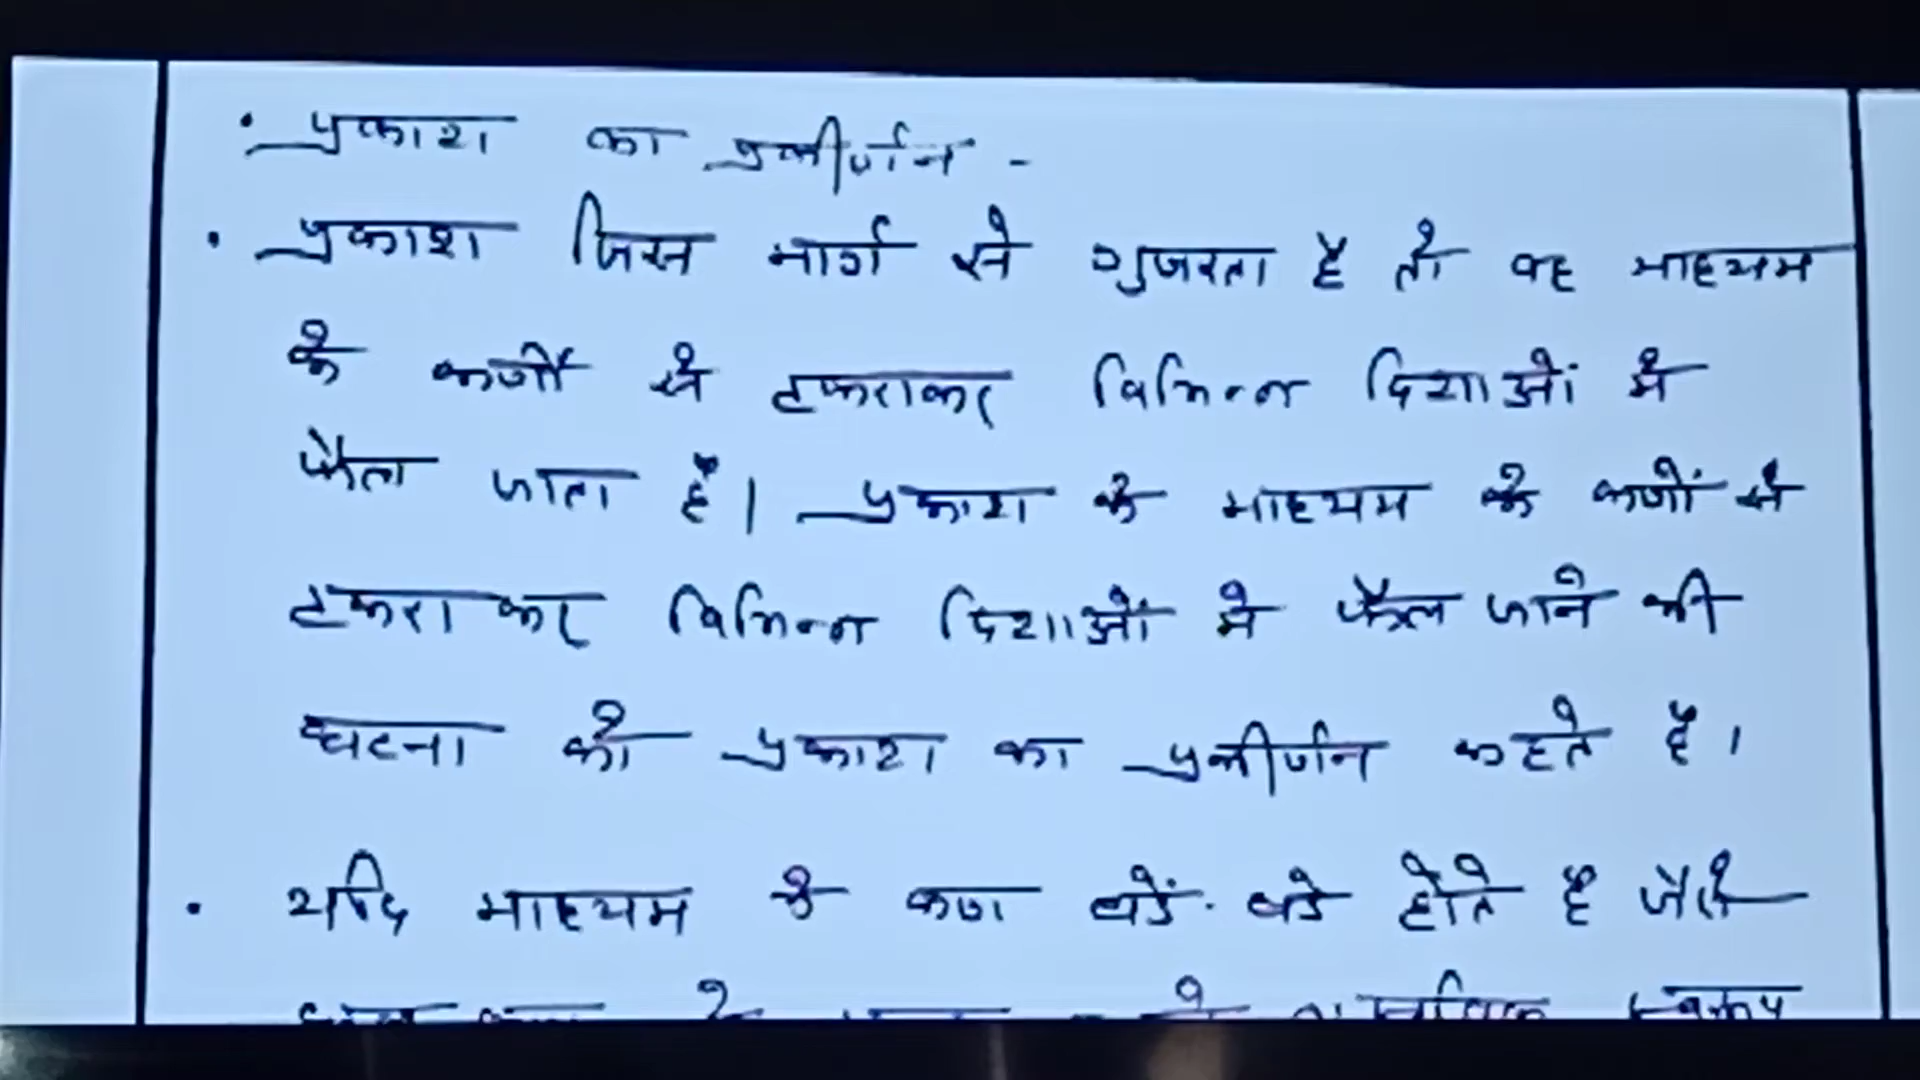 · प्रकाश का प्रकीर्णन -
· प्रकाश जिस मार्ग से गुजरता है तो वह माध्यम
के कणों से टकराकर विभिन्न दिशाओं मे
फैल जाता है। प्रकाश के माध्यम के कणों से
टकराकर विभिन्न दिशाओं मे फैल जाने की
घटना को प्रकाश का प्रकीर्णन कहते है।
· यदि माध्यम के कण बडें. बडे होते है जैसे
स्वरूप